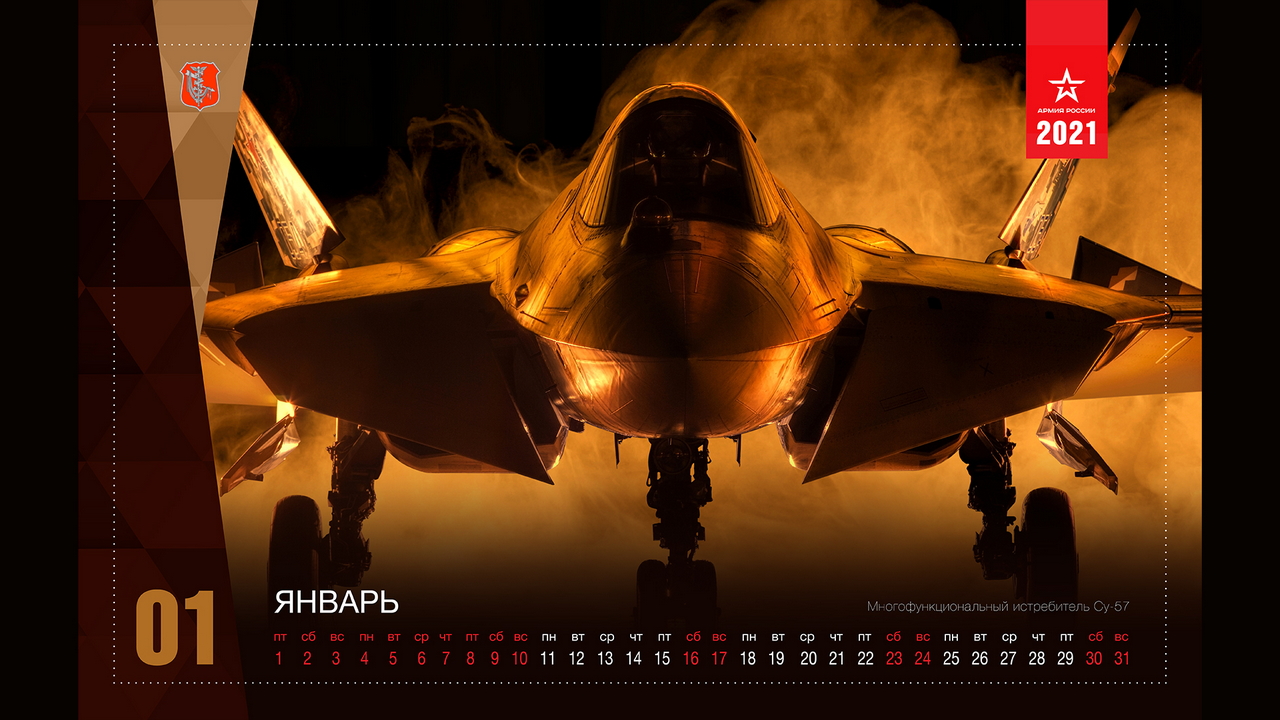 АРМИЯ РОССИИ
2021
01
ЯНВАРЬ
Многофункциональный истребитель Су-57
пт сб вс пн вт ср чт пт сб вс пн вт ср чт пт сб вс пн вт ср чт пт сб вс пн вт ср чт пт сб вс
1 2 3 4 5 6 7 8 9 10 11 12 13 14 15 16 17 18 19 20 21 22 23 24 25 26 27 28 29 30 31